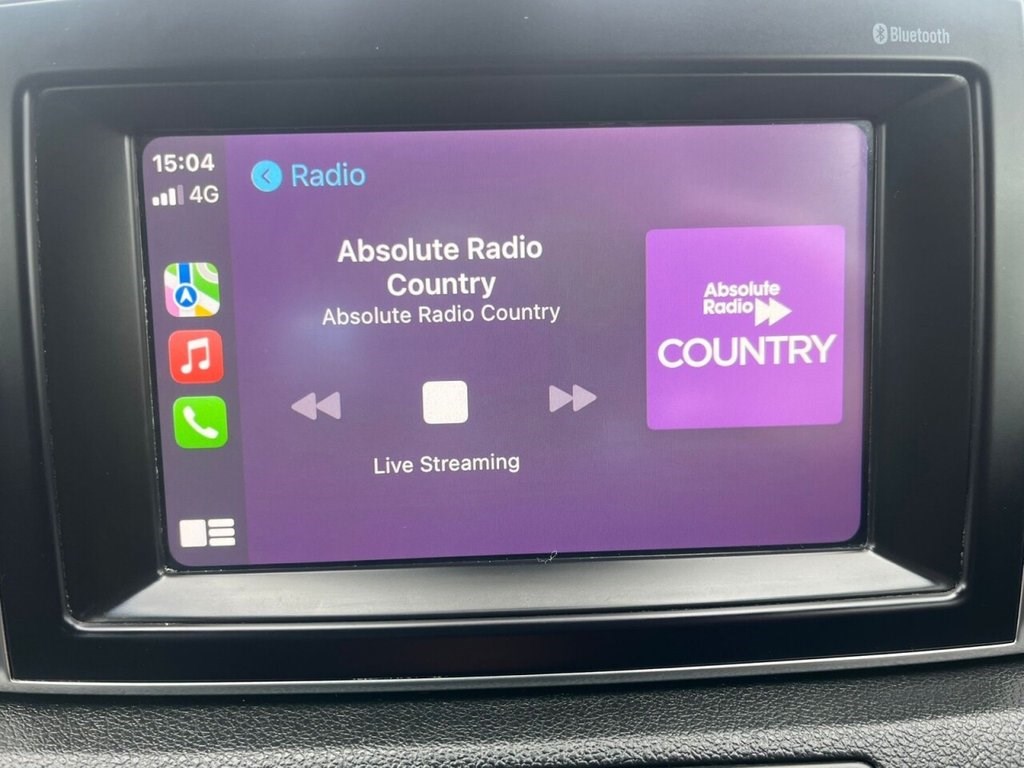 Bluetooth
15:04
4G
Radio
Absolute Radio
Country
Absolute Radio Country
Live Streaming
Absolute
Radio
COUNTRY